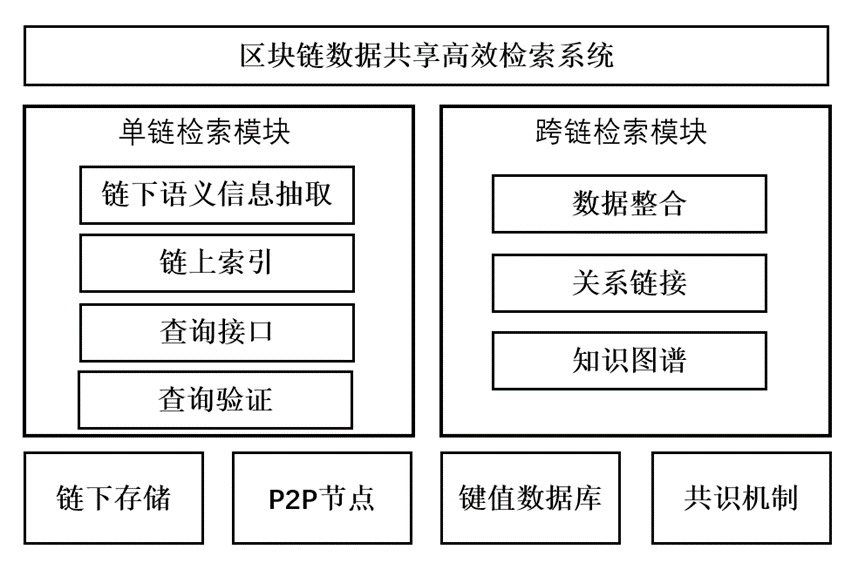 区块链数据共享高效检索系统
单链检索模块
链下语义信息抽取
链上索引
查询接口
查询验证
跨链检索模块
数据整合
关系链接
知识图谱
链下存储
P2P节点
键值数据库
共识机制